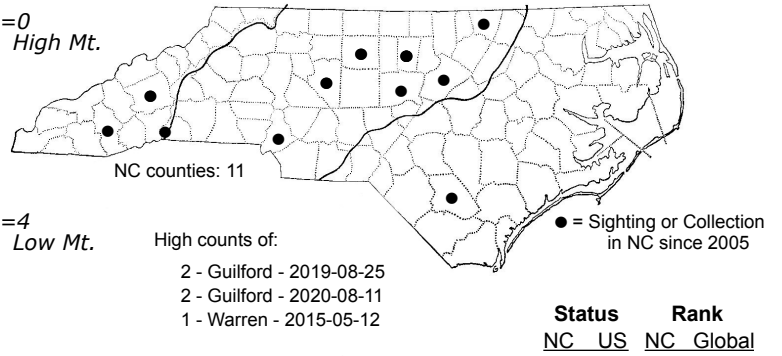 =0
High Mt.
NC counties: 11
=4
Low Mt.
High counts of:
2 - Guilford - 2019-08-25
2 - Guilford - 2020-08-11
1 - Warren - 2015-05-12
● = Sighting or Collection
in NC since 2005
Status Rank
NC US NC Global